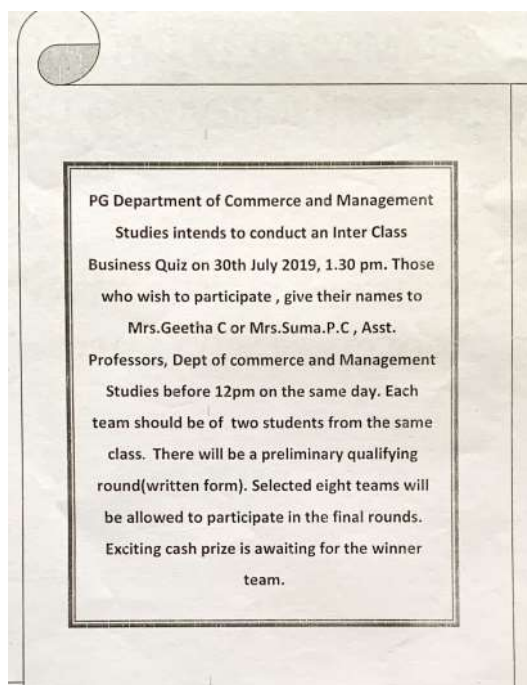 PG Department of Commerce and Management
Studies intends to conduct an Inter Class
Business Quiz on 30th July 2019, 1.30 pm. Those
who wish to participate , give their names to
Mrs.Geetha C or Mrs.Suma.P.C , Asst.
Professors, Dept of commerce and Management
Studies before 12pm on the same day. Each
team should be of two students from the same
class. There will be a preliminary qualifying
round(written form). Selected eight teams will
be allowed to participate in the final rounds.
Exciting cash prize is awaiting for the winner
team.